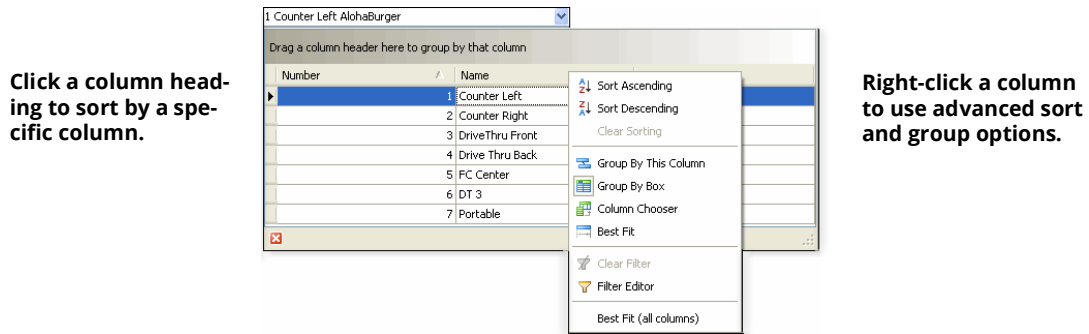 1 Counter Left AlohaBurger
Drag a column header here to group by that column
Click a column head-
ing to sort by a spe-
cific column.
Number Name
1 Counter Left
2 Counter Right
3 DriveThru Front
4 Drive Thru Back
5 FC Center
6 DT 3
7 Portable
Sort Ascending
Sort Descending
Clear Sorting
Group By This Column
Group By Box
Column Chooser
Best Fit
Clear Filter
Filter Editor
Best Fit (all columns)
Right-click a column
to use advanced sort
and group options.